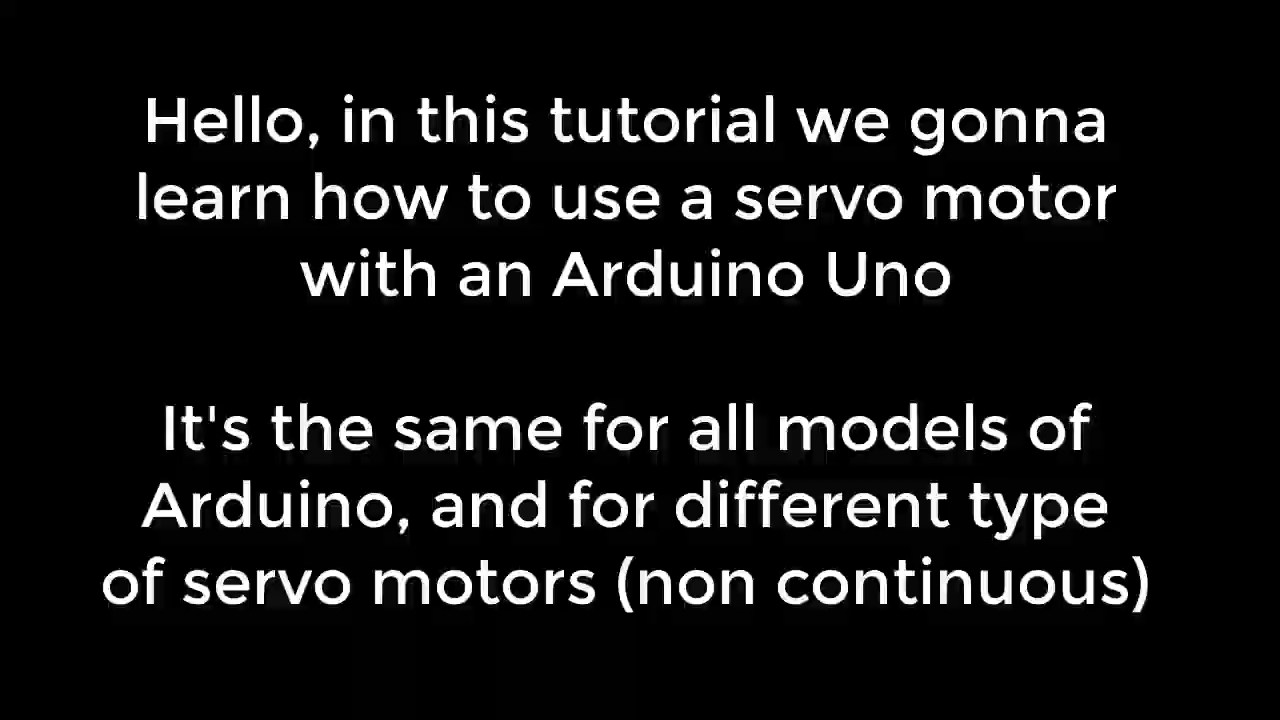 Hello, in this tutorial we gonna
learn how to use a servo motor
with an Arduino Uno
It's the same for all models of
Arduino, and for different type
of servo motors (non continuous)